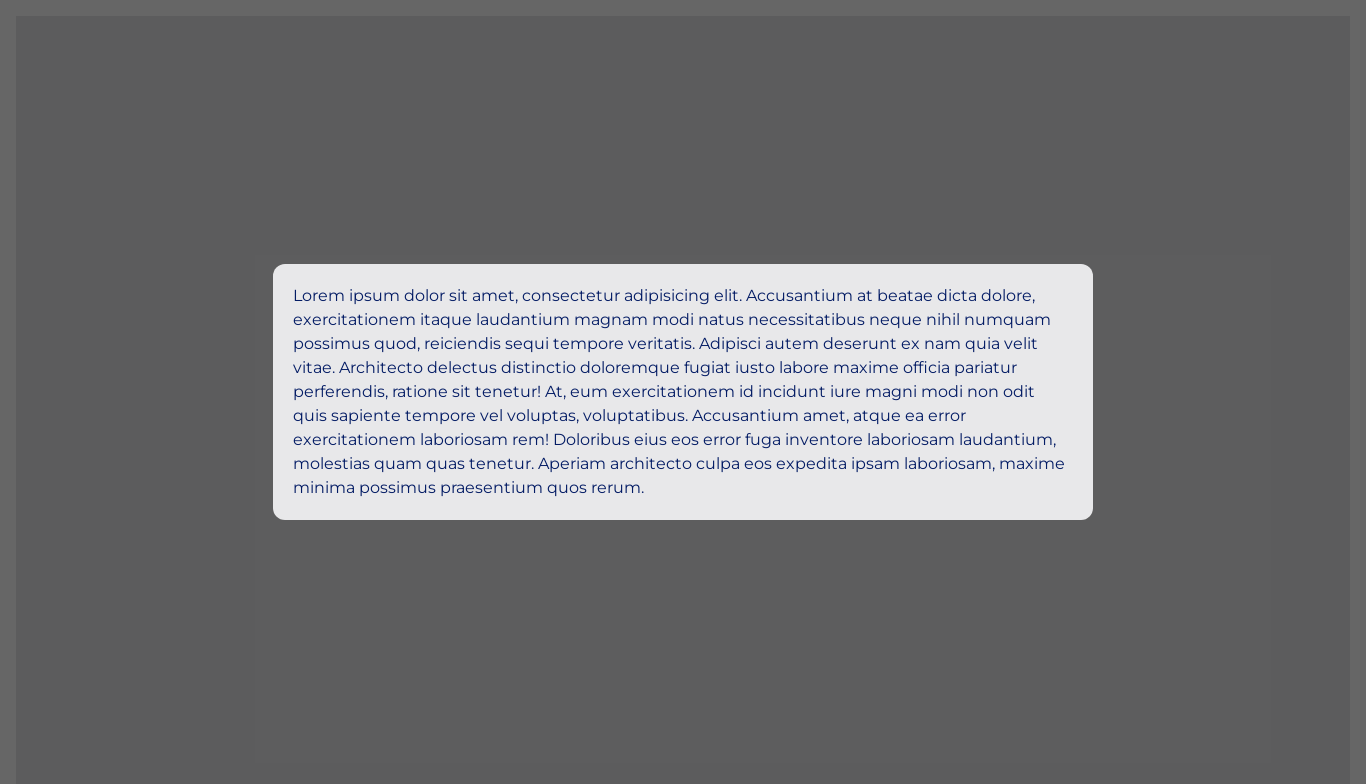 Lorem ipsum dolor sit amet, consectetur adipisicing elit. Accusantium at beatae dicta dolore,
exercitationem itaque laudantium magnam modi natus necessitatibus neque nihil numquam
possimus quod, reiciendis sequi tempore veritatis. Adipisci autem deserunt ex nam quia velit
vitae. Architecto delectus distinctio doloremque fugiat iusto labore maxime officia pariatur
perferendis, ratione sit tenetur! At, eum exercitationem id incidunt iure magni modi non odit
quis sapiente tempore vel voluptas, voluptatibus. Accusantium amet, atque ea error
exercitationem laboriosam rem! Doloribus eius eos error fuga inventore laboriosam laudantium,
molestias quam quas tenetur. Aperiam architecto culpa eos expedita ipsam laboriosam, maxime
minima possimus praesentium quos rerum.